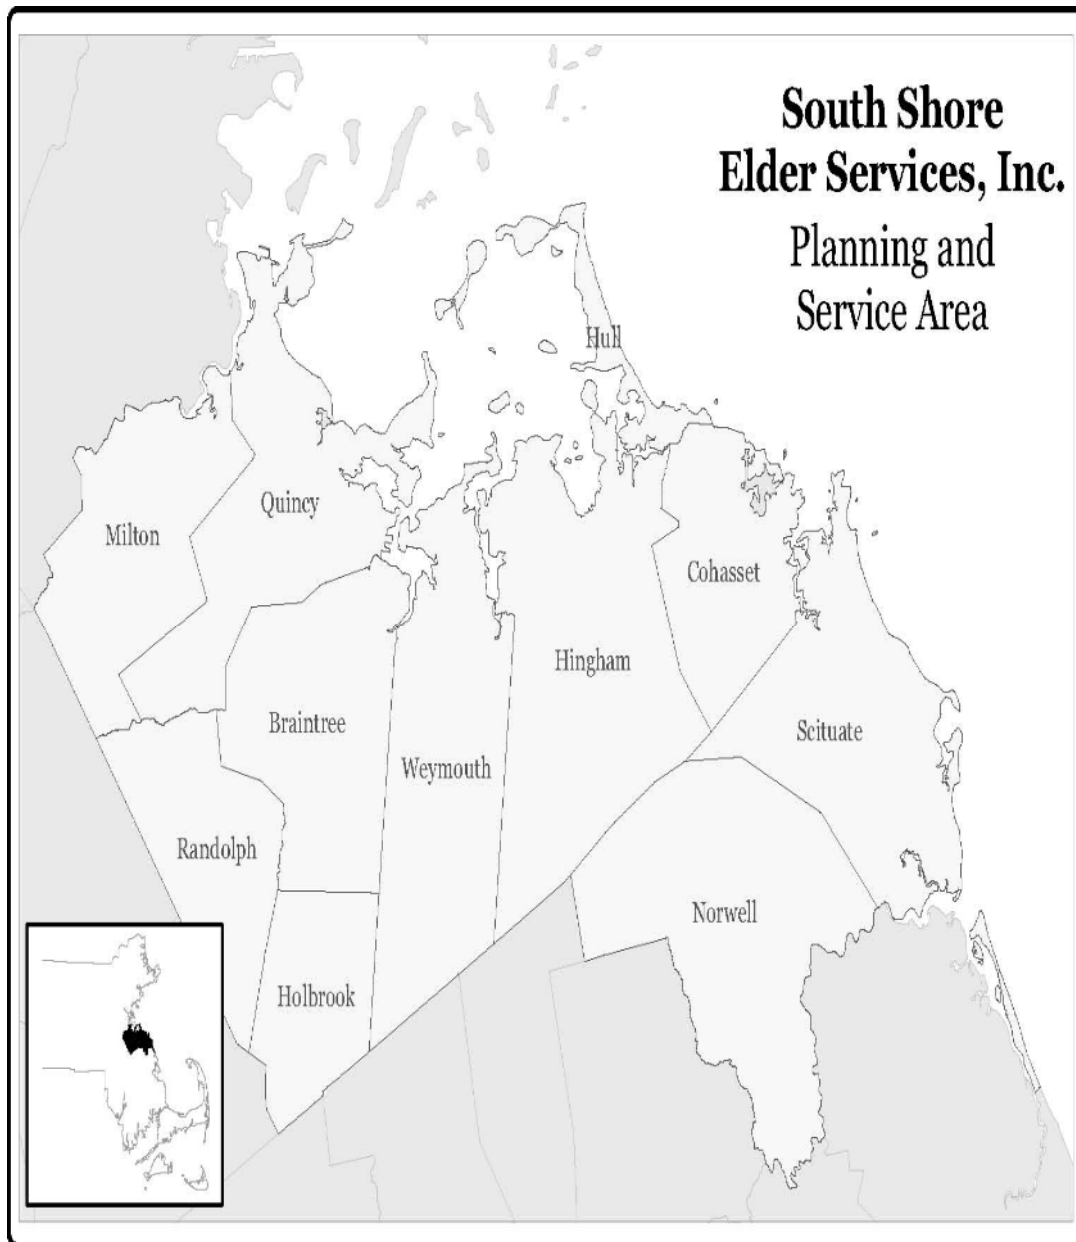 South Shore
Elder Services, Inc.
Planning and
Service Area
Hull
Quincy
Milton
Cohasset
Hingham
Braintree
Scituate
Weymouth
Randolph
Norwell
Holbrook